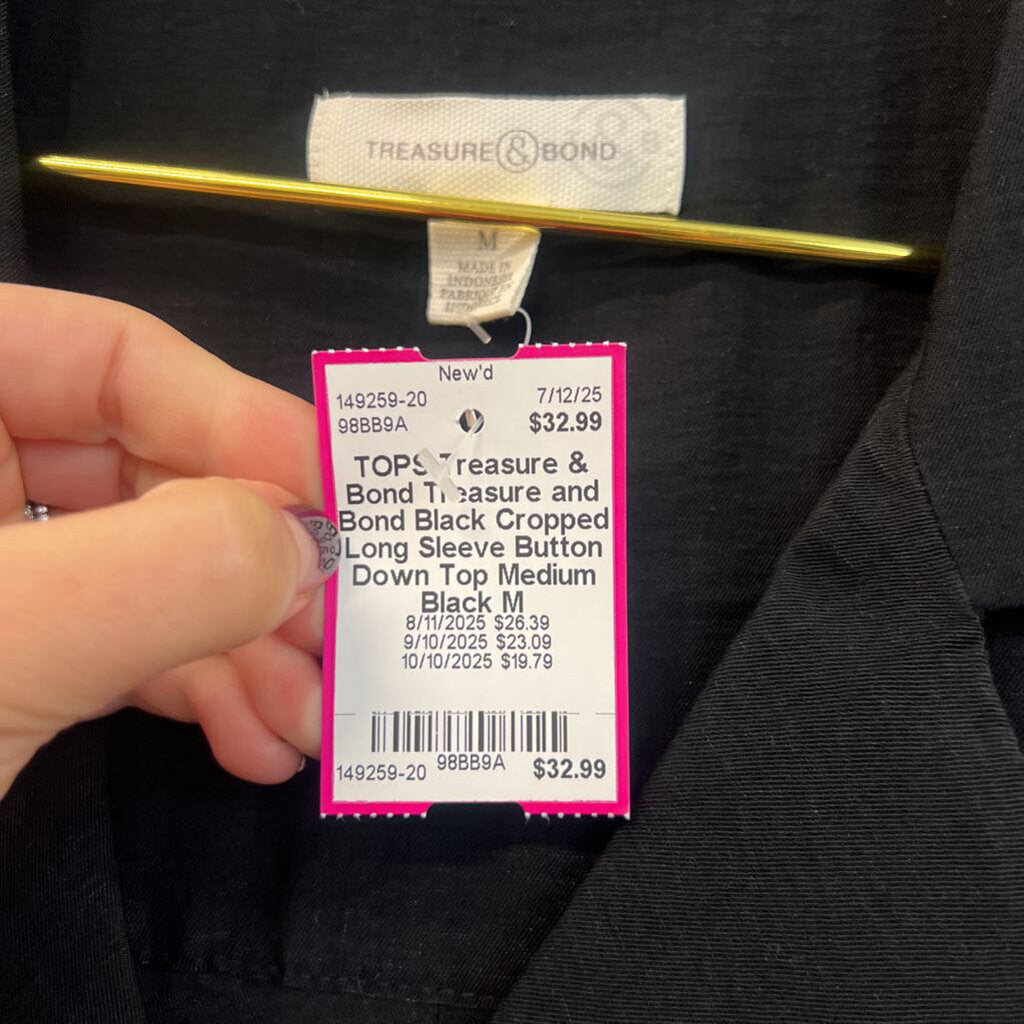 TREASURE & BOND
M
MADE IN
INDONESIA
New'd
149259-20 7/12/25
98BB9A $32.99
TOPS Treasure &
Bond Treasure and
Bond Black Cropped
Long Sleeve Button
Down Top Medium
Black M
8/11/2025 $26.39
9/10/2025 $23.09
10/10/2025 $19.79
149259-20 98BB9A $32.99